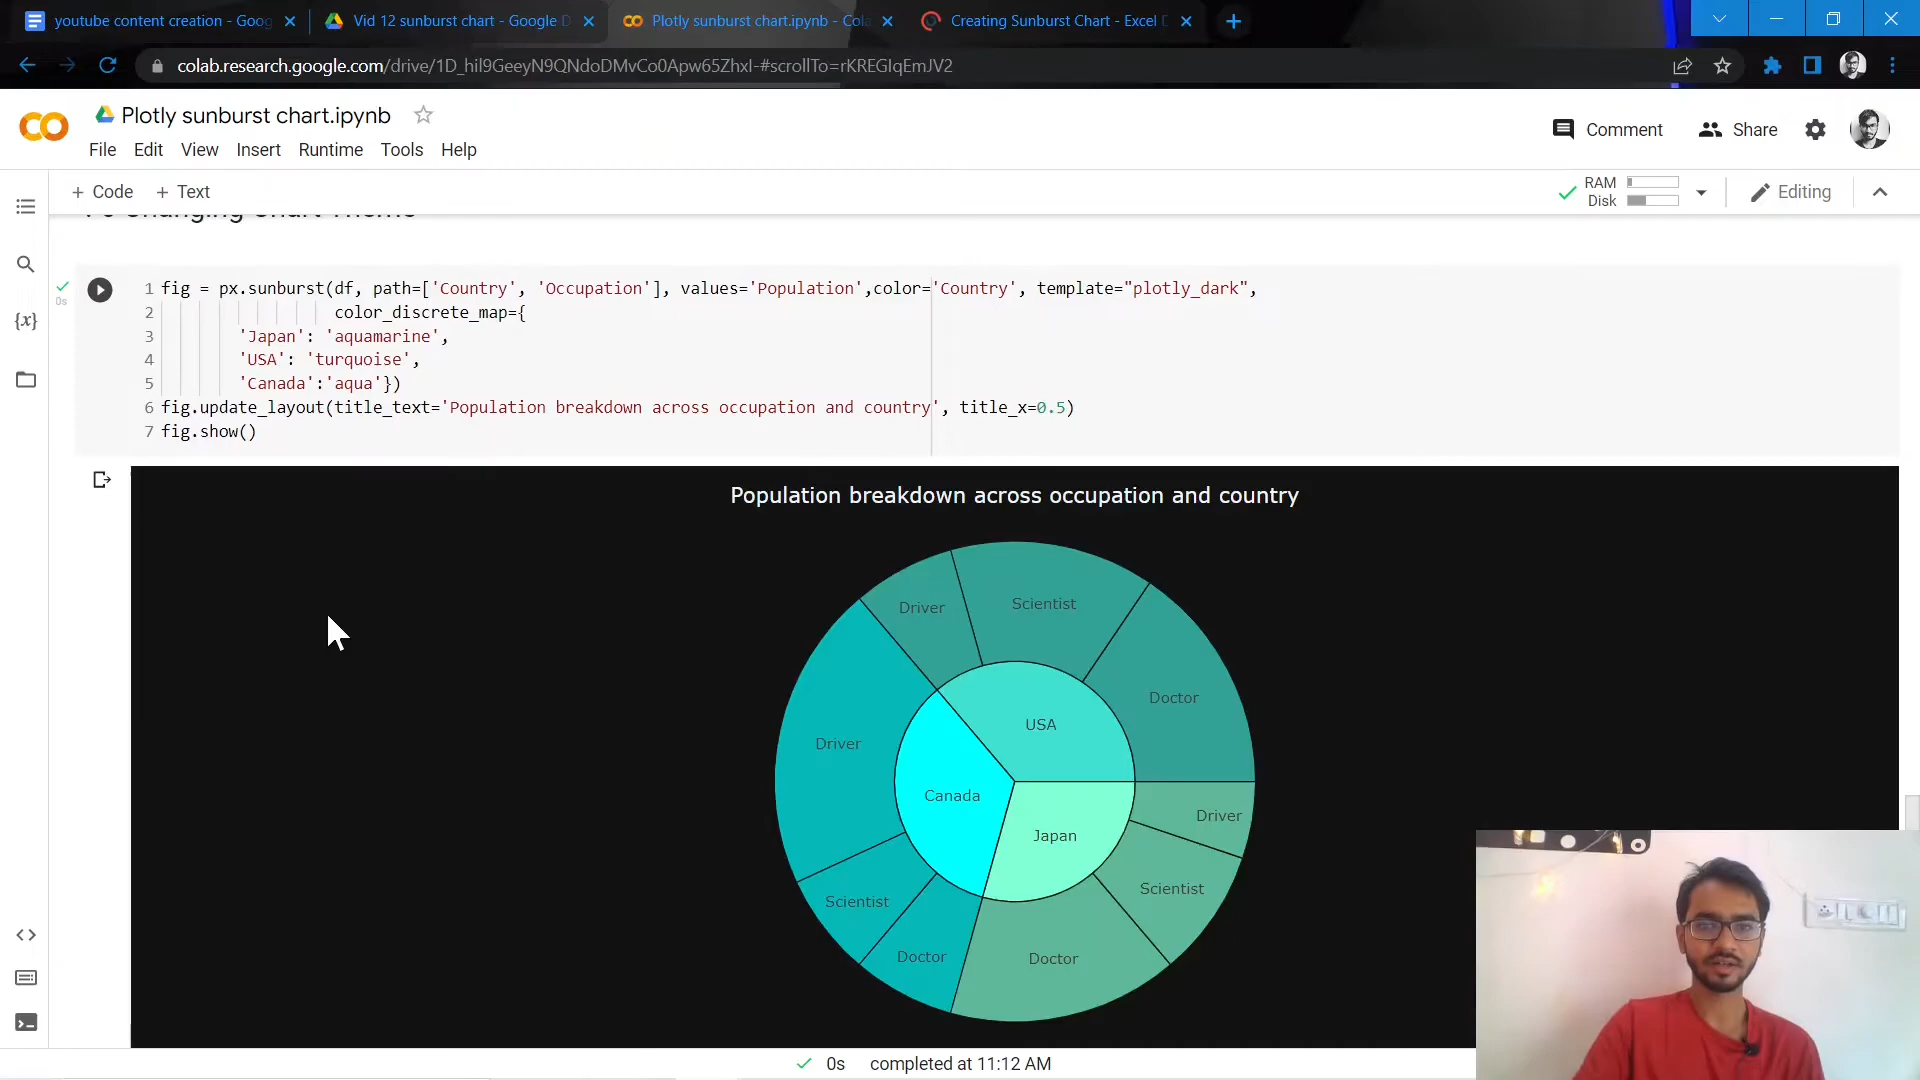 youtube content creation - Goog
Vid 12 sunburst chart - Google D
Plotly sunburst chart.ipynb - Cola
Creating Sunburst Chart - Excel D
colab.research.google.com/drive/1D_hil9GeeyN9QNdoDMvCo0Apw65ZhxI-#scrollTo=rKREGIqEmJV2
Plotly sunburst chart.ipynb
Comment
Share
File Edit View Insert Runtime Tools Help
+ Code + Text
RAM
Disk
Editing
Changing Chart Theme
0s
1 fig = px.sunburst(df, path=['Country', 'Occupation'], values='Population',color='Country', template="plotly_dark",
2 color_discrete_map={
3 'Japan': 'aquamarine',
4 'USA': 'turquoise',
5 'Canada':'aqua'})
6 fig.update_layout(title_text='Population breakdown across occupation and country', title_x=0.5)
7 fig.show()
{x}
Population breakdown across occupation and country
Driver
Scientist
Doctor
USA
Driver
Canada
Japan
Driver
Scientist
Scientist
Doctor
Doctor
0s completed at 11:12 AM